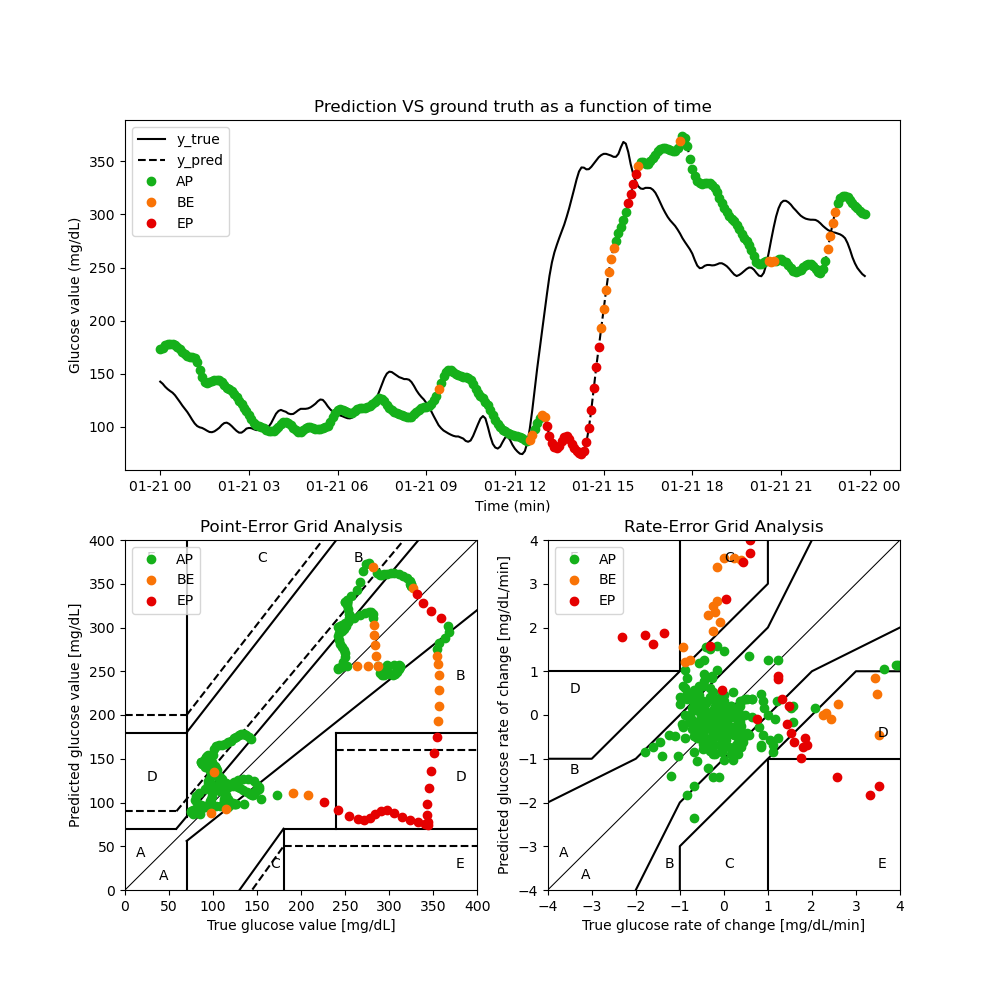 Prediction VS ground truth as a function of time
Glucose value (mg/dL)
350
300
250
200
150
100
y_true
y_pred
AP
BE
EP
01-21 00 01-21 03 01-21 06 01-21 09 01-21 12 01-21 15 01-21 18 01-21 21 01-22 00
Time (min)
Point-Error Grid Analysis
Predicted glucose value [mg/dL]
400
350
300
250
200
150
100
50
0
AP
BE
EP
C
B
B
D
D
A
A
C
E
0 50 100 150 200 250 300 350 400
True glucose value [mg/dL]
Rate-Error Grid Analysis
Predicted glucose rate of change [mg/dL/min]
4
3
2
1
0
−1
−2
−3
−4
AP
BE
EP
C
D
D
B
A
A
B
C
E
−4 −3 −2 −1 0 1 2 3 4
True glucose rate of change [mg/dL/min]